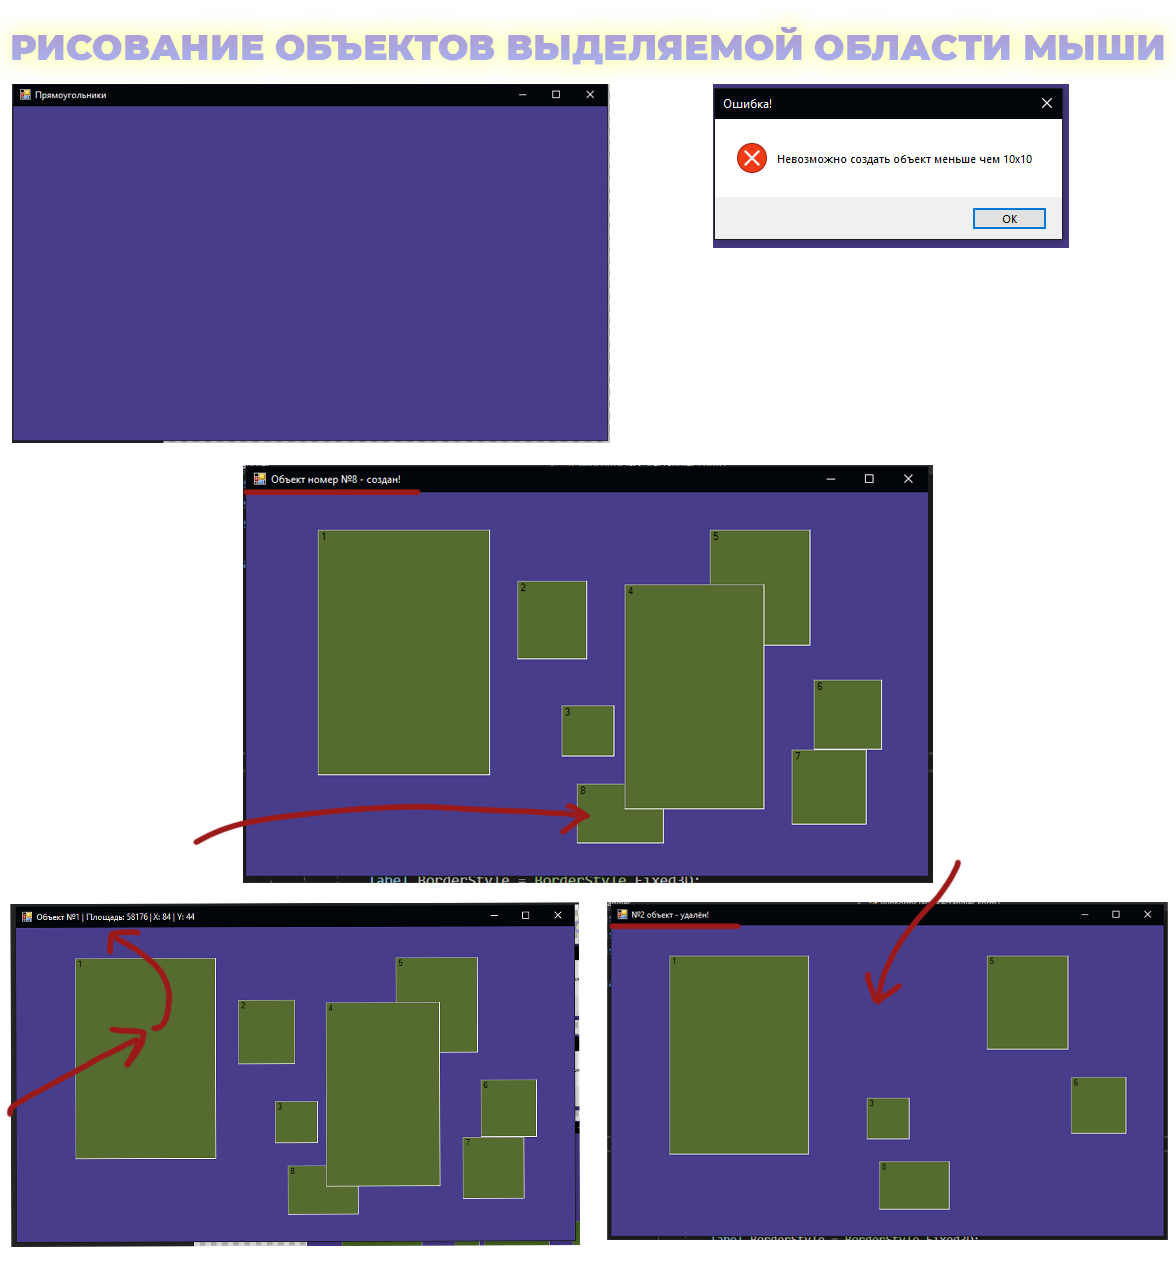 РИСОВАНИЕ ОБЪЕКТОВ ВЫДЕЛЯЕМОЙ ОБЛАСТИ МЫШИ
Прямоугольники
Ошибка!
Невозможно создать объект меньше чем 10x10
ОК
Объект номер №8 - создан!
1
5
2
4
6
3
7
8
label BorderStyle = BorderStyle Fixed3D;
Объект №1 | Площадь: 58176 | X: 84 | Y: 44
1
5
2
4
6
3
7
8
№2 объект - удалён!
1
5
6
3
8
label BorderStyle = BorderStyle Fixed3D;